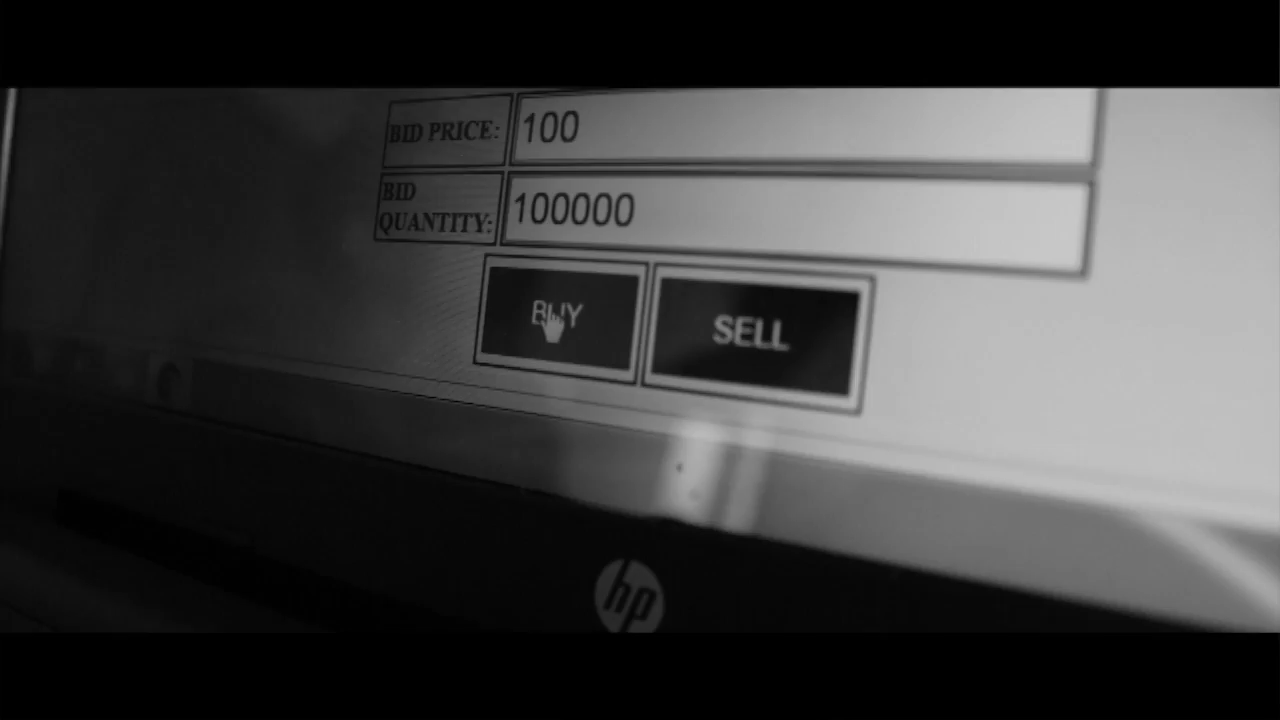 BID PRICE: 100
BID
QUANTITY: 100000
BUY SELL
hp